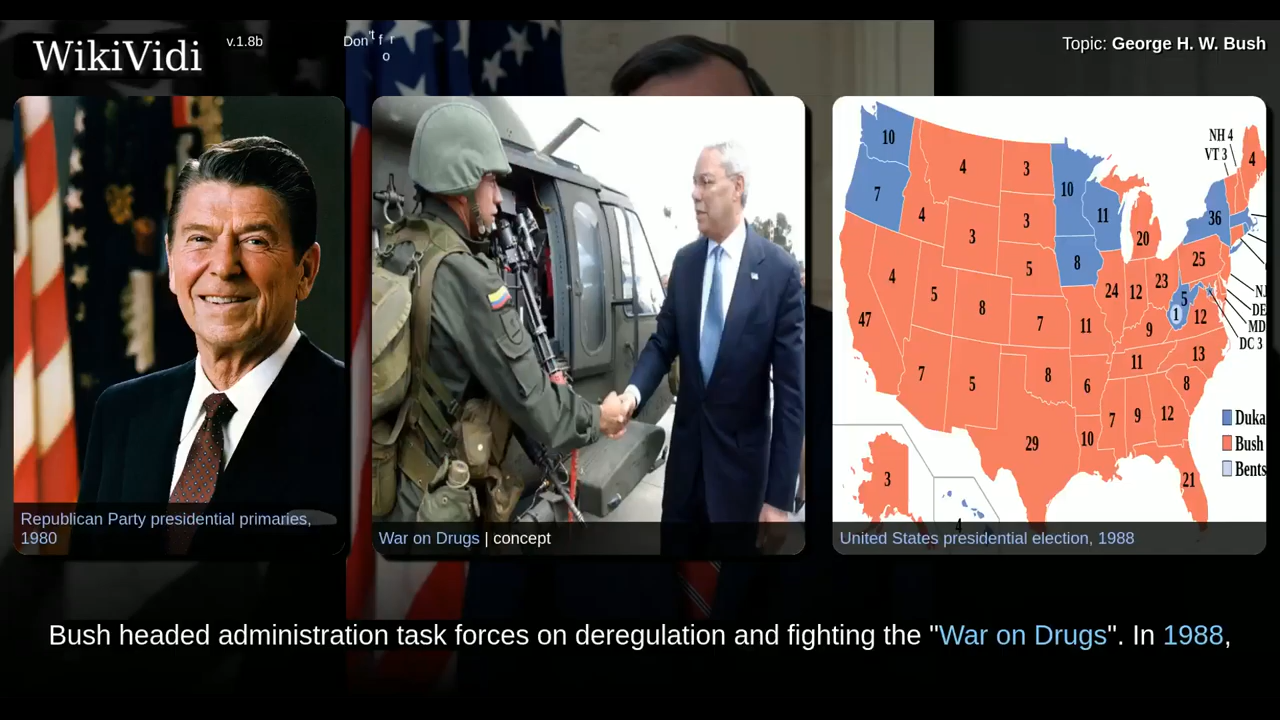 WikiVidi
v.1.8b
Don't fro
Topic: George H. W. Bush
Republican Party presidential primaries,
1980
War on Drugs | concept
10
7
4
4
3
3
3
5
4
5
8
7
47
7
5
8
29
10
11
8
11
6
10
24
12
20
23
9
11
7
9
12
8
13
12
5
1
25
36
21
3
4
NH 4
VT 3
4
NJ
DE
MD
DC 3
Duka
Bush
Bents
United States presidential election, 1988
Bush headed administration task forces on deregulation and fighting the "War on Drugs". In 1988,